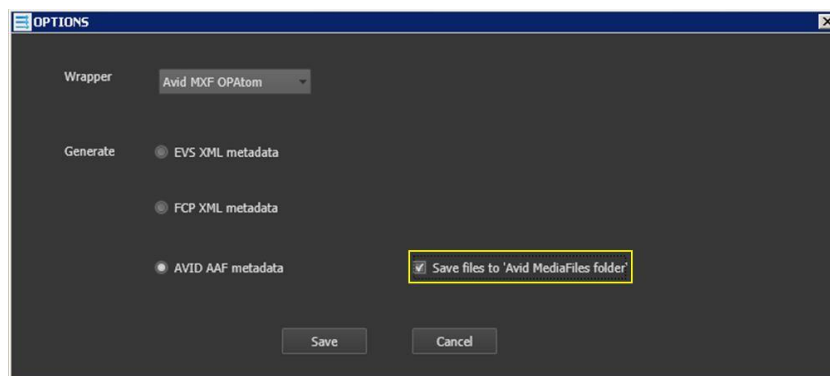 OPTIONS
Wrapper
Avid MXF OPAtom
Generate
EVS XML metadata
FCP XML metadata
AVID AAF metadata
Save files to 'Avid MediaFiles folder'
Save
Cancel